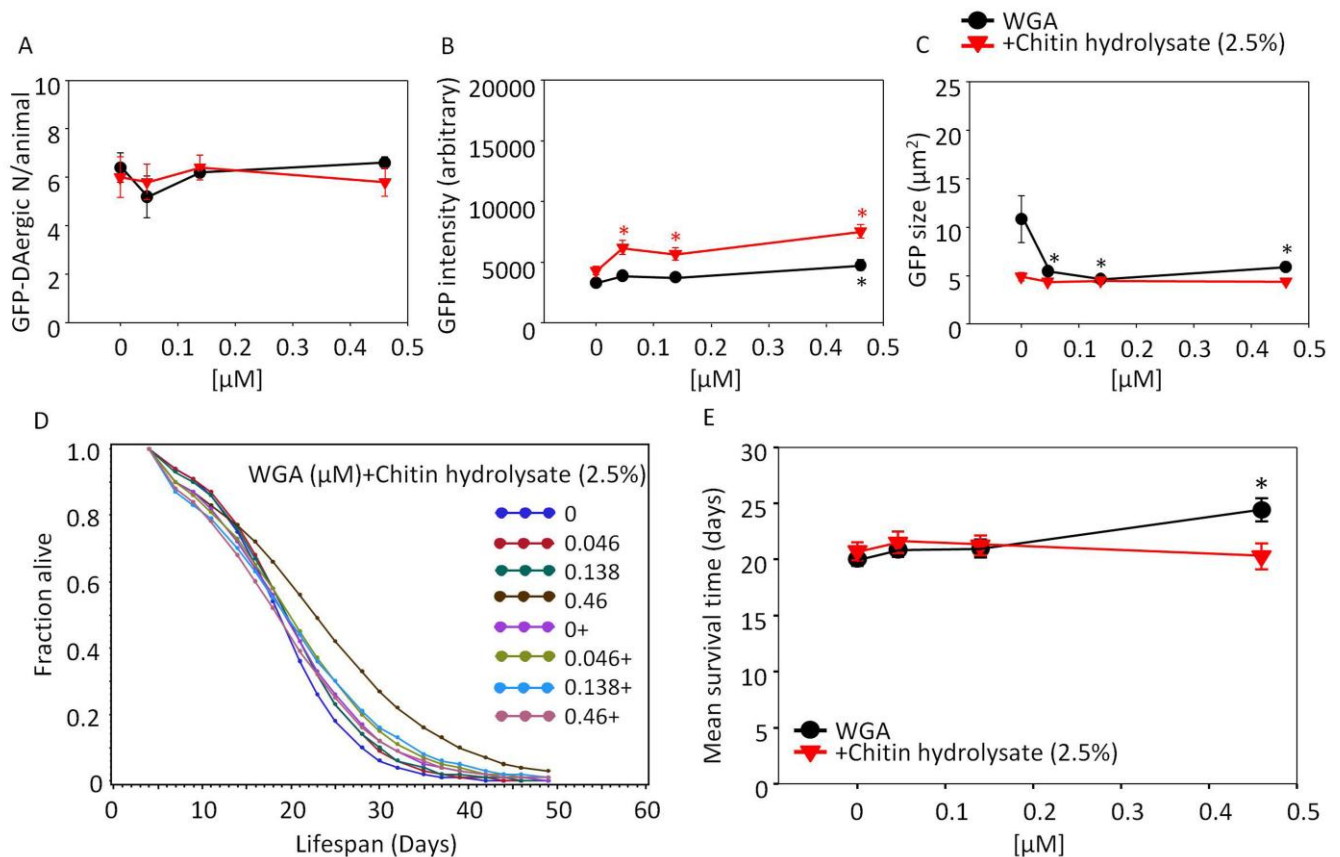 WGA
+Chitin hydrolysate (2.5%)
A
GFP-DAergic N/animal
10
8
6
4
2
0
0 0.1 0.2 0.3 0.4 0.5
[µM]
B
GFP intensity (arbitrary)
20000
15000
10000
5000
0
* * *
*
0 0.1 0.2 0.3 0.4 0.5
[µM]
C
GFP size (µm²)
25
20
15
10
5
0
* * *
0 0.1 0.2 0.3 0.4 0.5
[µM]
D
Fraction alive
1.0
0.8
0.6
0.4
0.2
0
WGA (µM)+Chitin hydrolysate (2.5%)
0
0.046
0.138
0.46
0+
0.046+
0.138+
0.46+
0 10 20 30 40 50 60
Lifespan (Days)
E
Mean survival time (days)
30
25
20
15
20
15
10
5
0
*
WGA
+Chitin hydrolysate (2.5%)
0 0.1 0.2 0.3 0.4 0.5
[µM]